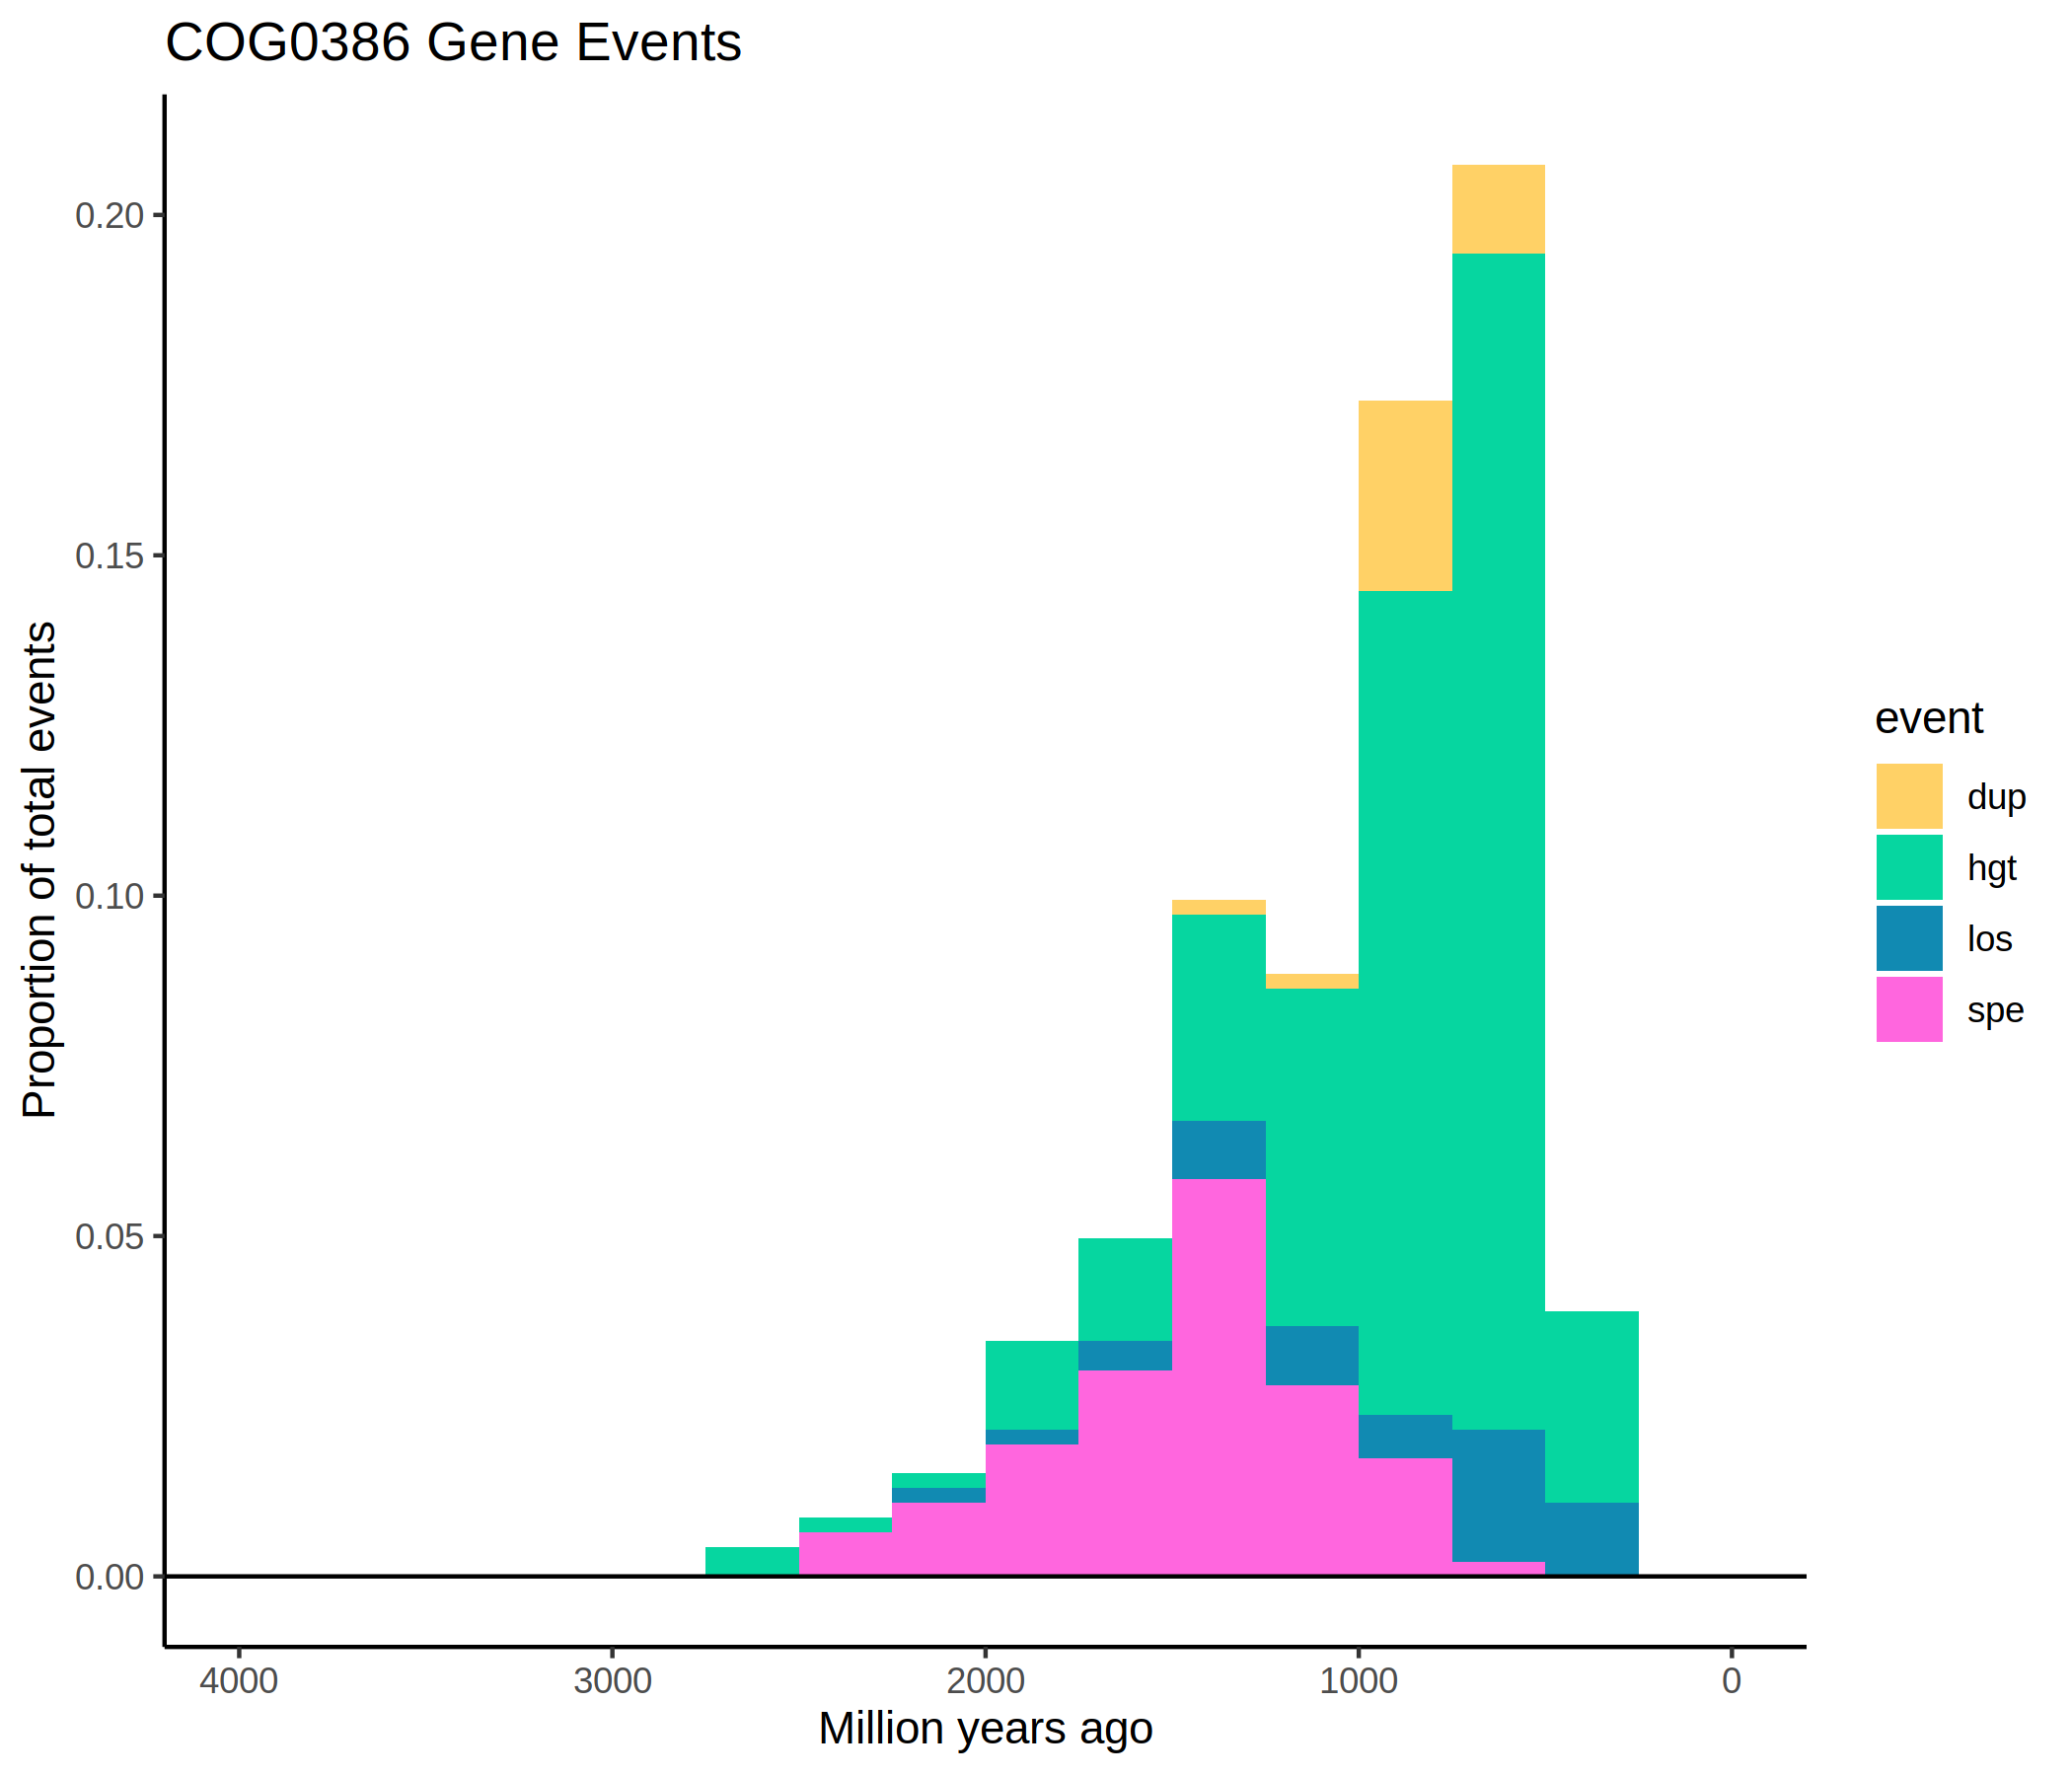 COG0386 Gene Events
Proportion of total events
0.20
0.15
0.10
0.05
0.00
4000 3000 2000 1000 0
Million years ago
event
dup
hgt
los
spe